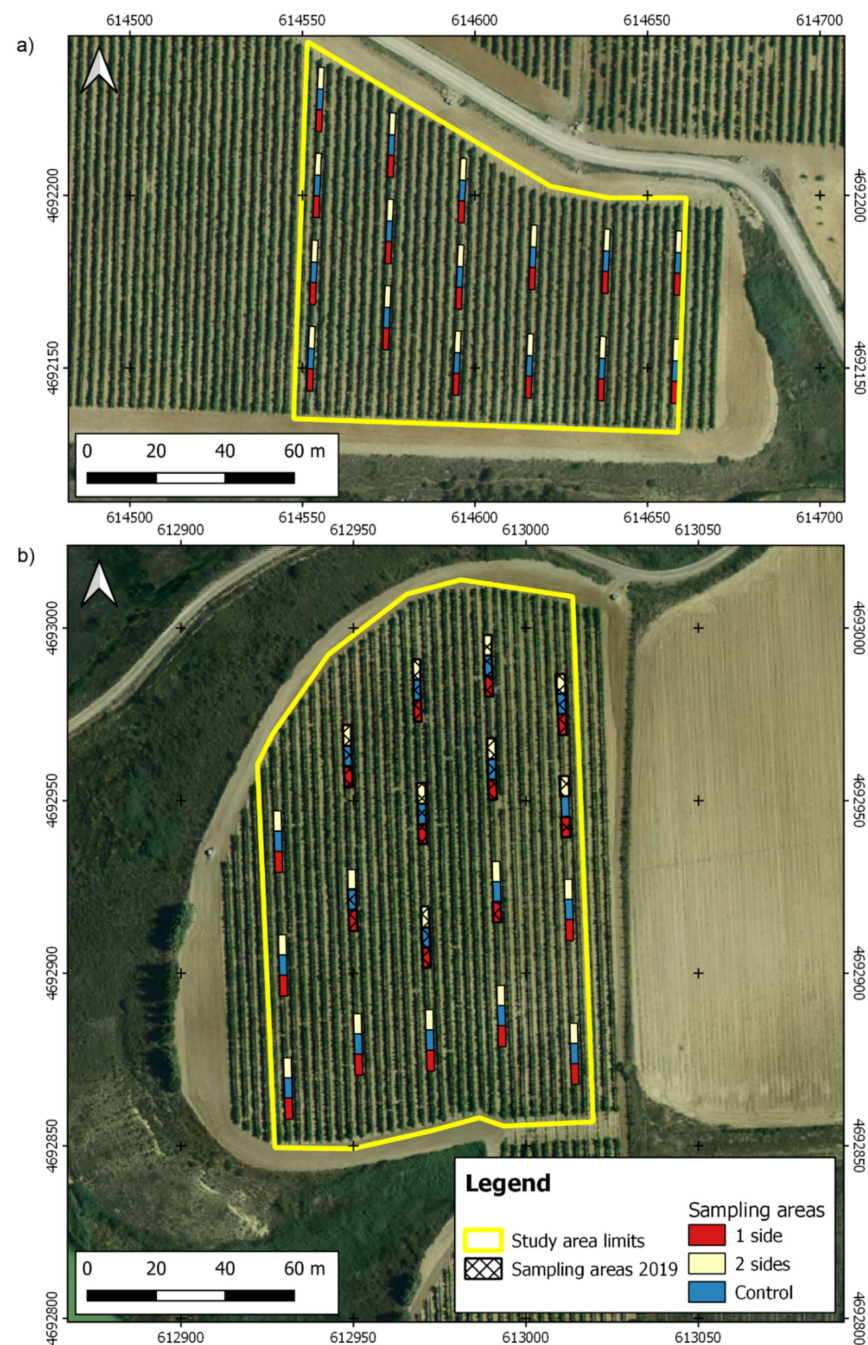 614500 614550 614600 614650 614700
a)
4692200 4692200
4692150 4692150
0 20 40 60 m
614500 614550 614600 614650 614700
612900 612950 613000 613050
b)
4693000 4693000
4692950 4692950
4692900 4692900
4692850 4692850
Legend
Study area limits
Sampling areas 2019
Sampling areas
1 side
2 sides
Control
0 20 40 60 m
4692800 4692800
612900 612950 613000 613050